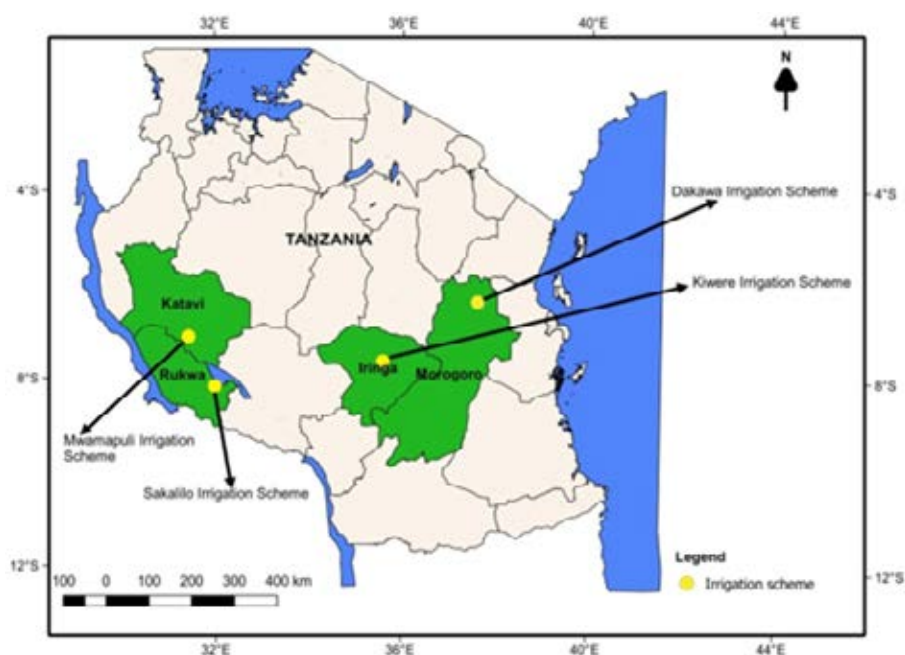 32°E
36°E
40°E
44°E
N
4°S
4°S
Dakawa Irrigation Scheme
TANZANIA
Kiwere Irrigation Scheme
Katavi
Iringa
Morogoro
Rukwa
8°S
8°S
Mwamapuli Irrigation
Scheme
Sakalilo Irrigation Scheme
Legend
Irrigation scheme
12°S
12°S
100 0 100 200 300 400 km
32°E
36°E
40°E
44°E